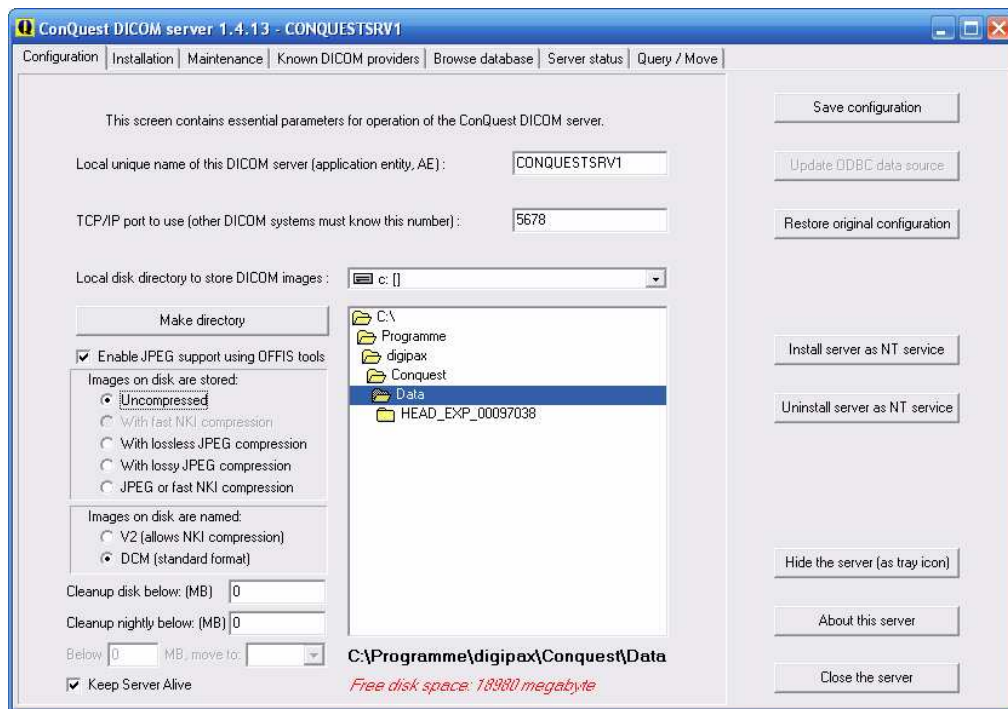 ConQuest DICOM server 1.4.13 - CONQUESTSRV1
Configuration Installation Maintenance Known DICOM providers Browse database Server status Query / Move
This screen contains essential parameters for operation of the ConQuest DICOM server.
Local unique name of this DICOM server (application entity, AE) : CONQUESTSRV1
TCP/IP port to use (other DICOM systems must know this number) : 5678
Local disk directory to store DICOM images : c: []
Make directory
Enable JPEG support using OFFIS tools
Images on disk are stored:
Uncompressed
With fast NKI compression
With lossless JPEG compression
With lossy JPEG compression
JPEG or fast NKI compression
Images on disk are named:
V2 (allows NKI compression)
DCM (standard format)
Cleanup disk below: (MB) 0
Cleanup nightly below: (MB) 0
Below 0 MB, move to:
Keep Server Alive
C:\
Programme
digipax
Conquest
Data
HEAD_EXP_00097038
C:\Programme\digipax\Conquest\Data
Free disk space: 18980 megabyte
Save configuration
Update ODBC data source
Restore original configuration
Install server as NT service
Uninstall server as NT service
Hide the server (as tray icon)
About this server
Close the server